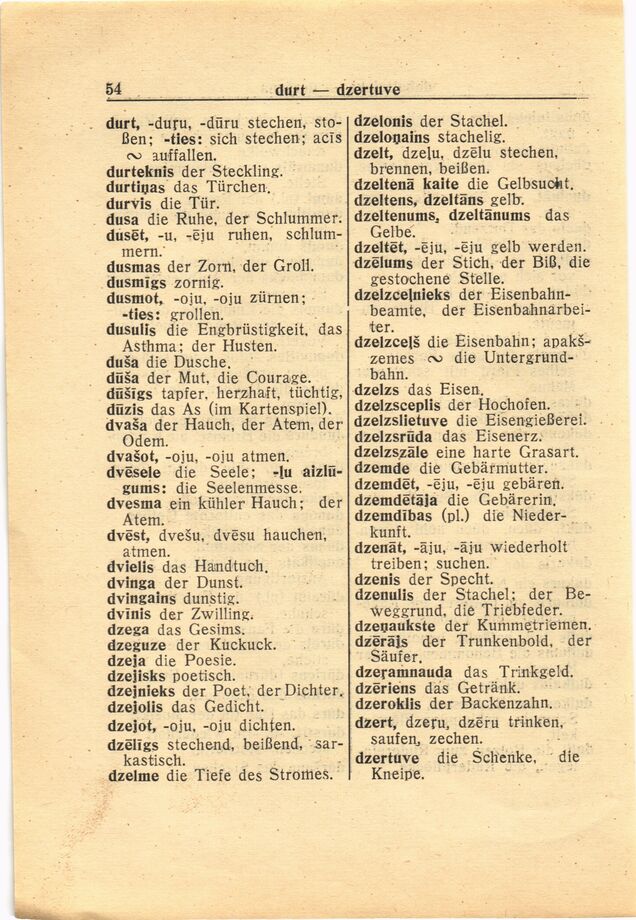 54
durt — dzertuve
durt, -duŗu, -dūru stechen, sto-
ßen; -ties: sich stechen; acīs
∾ auffallen.
durteknis der Steckling.
durtiņas das Türchen.
durvis die Tür.
dusa die Ruhe, der Schlummer.
dusēt, -u, -ēju ruhen, schlum-
mern.
dusmas der Zorn, der Groll.
dusmīgs zornig.
dusmot, -oju, -oju zürnen;
-ties: grollen.
dusulis die Engbrüstigkeit, das
Asthma; der Husten.
duša die Dusche.
dūša der Mut, die Courage.
dūšīgs tapfer, herzhaft, tüchtig,
dūzis das As (im Kartenspiel).
dvaša der Hauch, der Atem, der
Odem.
dvašot, -oju, -oju atmen.
dvēsele die Seele; -ļu aizlū-
gums: die Seelenmesse.
dvesma ein kühler Hauch; der
Atem.
dvēst, dvešu, dvēsu hauchen,
atmen.
dvielis das Handtuch.
dvinga der Dunst.
dvingains dunstig.
dvīnis der Zwilling.
dzega das Gesims.
dzeguze der Kuckuck.
dzeja die Poesie.
dzejisks poetisch.
dzejnieks der Poet, der Dichter.
dzejolis das Gedicht.
dzejot, -oju, -oju dichten.
dzēlīgs stechend, beißend, sar-
kastisch.
dzelme die Tiefe des Stromes.
dzelonis der Stachel.
dzeloņains stachelig.
dzelt, dzeļu, dzēlu stechen,
brennen, beißen.
dzeltenā kaite die Gelbsucht.
dzeltens, dzeltāns gelb.
dzeltenums, dzeltānums das
Gelbe.
dzeltēt, -ēju, -ēju gelb werden.
dzēlums der Stich, der Biß, die
gestochene Stelle.
dzelzceļnieks der Eisenbahn-
beamte, der Eisenbahnarbei-
ter.
dzelzceļš die Eisenbahn; apakš-
zemes ∾ die Untergrund-
bahn.
dzelzs das Eisen.
dzelzsceplis der Hochofen.
dzelzslietuve die Eisengießerei.
dzelzsrūda das Eisenerz.
dzelzszāle eine harte Grasart.
dzemde die Gebärmutter.
dzemdēt, -ēju, -ēju gebären.
dzemdētāja die Gebärerin.
dzemdības (pl.) die Nieder-
kunft.
dzenāt, -āju, -āju wiederholt
treiben; suchen.
dzenis der Specht.
dzenulis der Stachel; der Be-
weggrund, die Triebfeder.
dzeņaukste der Kummetriemen.
dzērājs der Trunkenbold, der
Säufer.
dzeŗamnauda das Trinkgeld.
dzēriens das Getränk.
dzeroklis der Backenzahn.
dzert, dzeŗu, dzēru trinken,
saufen, zechen.
dzertuve die Schenke, die
Kneipe.